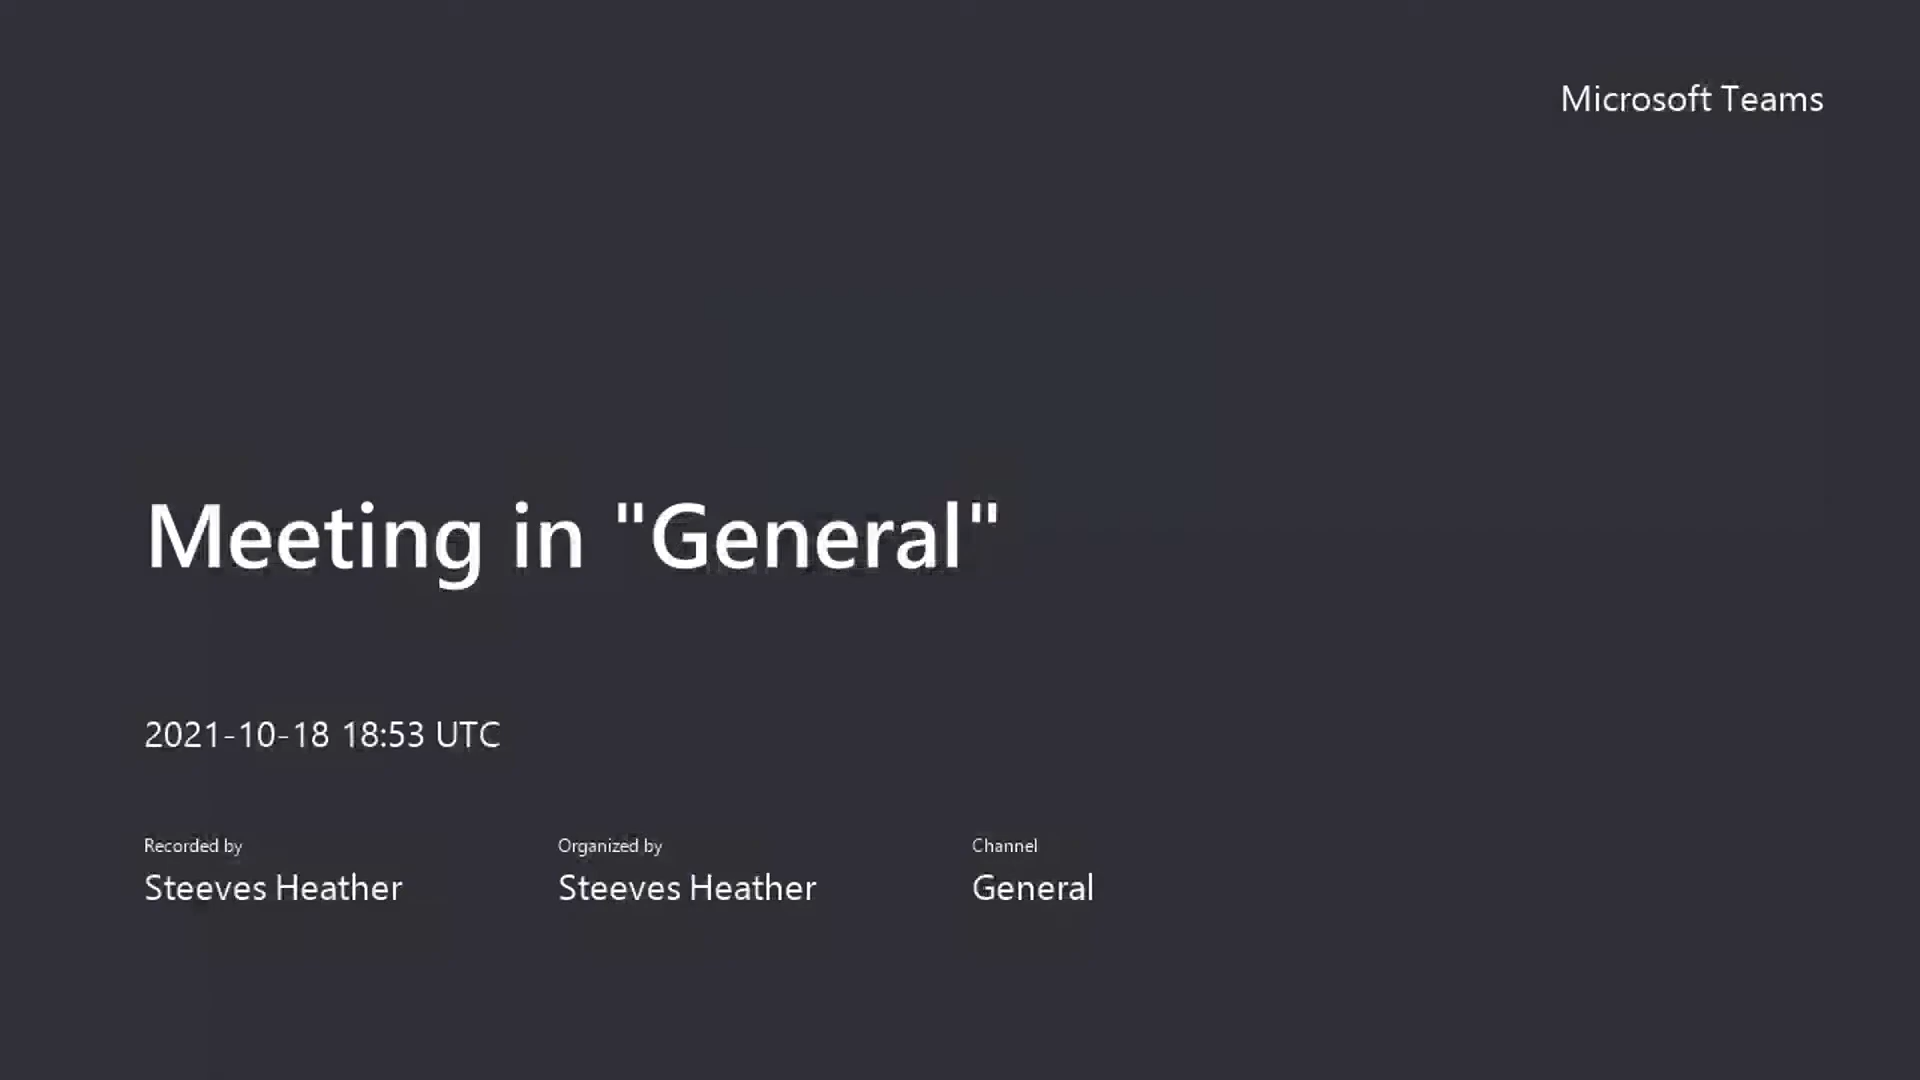 Microsoft Teams
Meeting in "General"
2021-10-18 18:53 UTC
Recorded by
Steeves Heather
Organized by
Steeves Heather
Channel
General